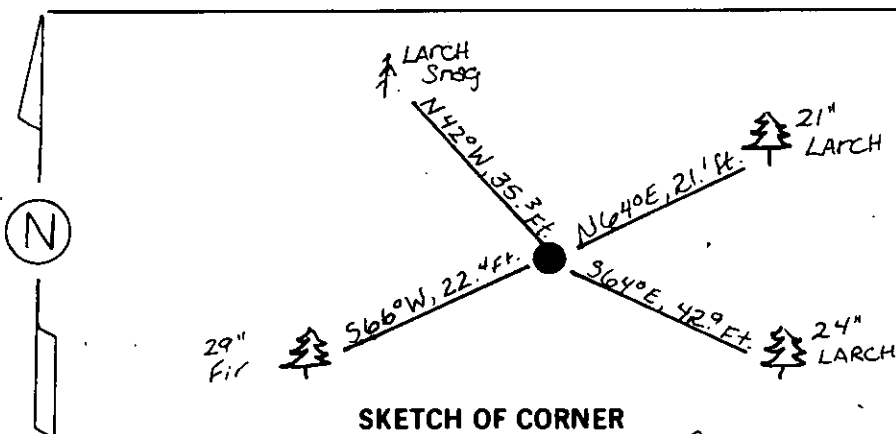 LArCH
Snag
N42°W, 35.3 Ft.
21"
LArCH
N64°E, 21.1 ft.
N
S66°W, 22.4 Ft.
S64°E, 42.9 Ft.
29"
Fir
24"
LARCH
SKETCH OF CORNER